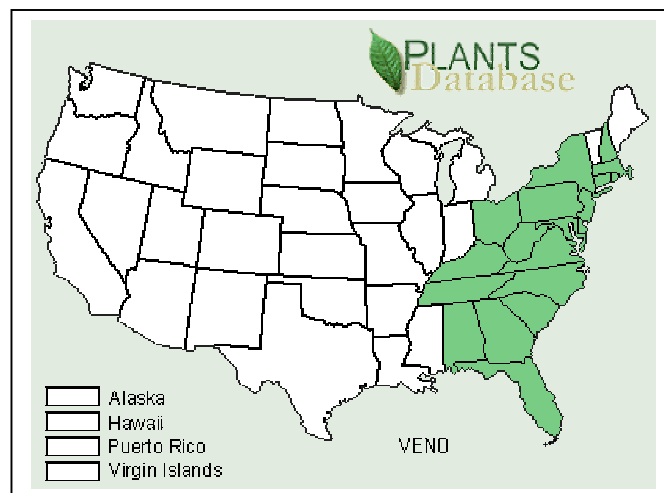 PLANTS
Database
Alaska
Hawaii
Puerto Rico
Virgin Islands
VENO